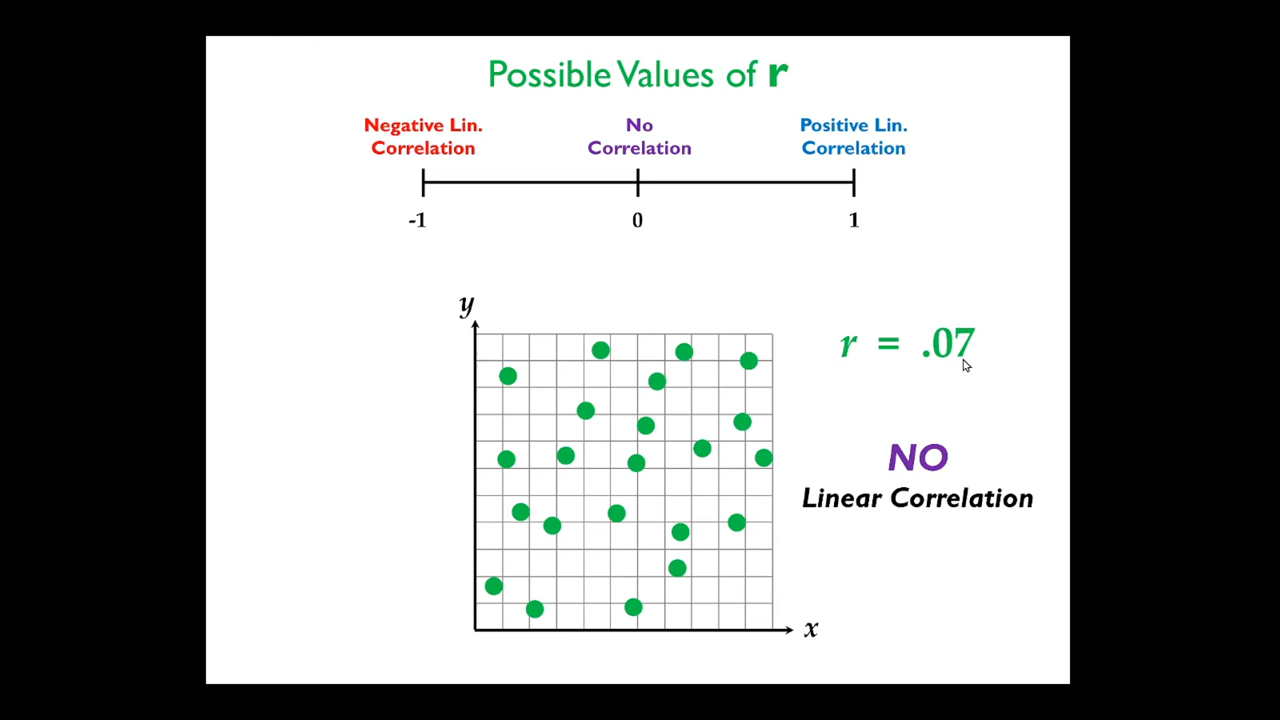 Possible Values of r
Negative Lin. Correlation
No Correlation
Positive Lin. Correlation
-1 0 1
y
r = .07
NO
Linear Correlation
x